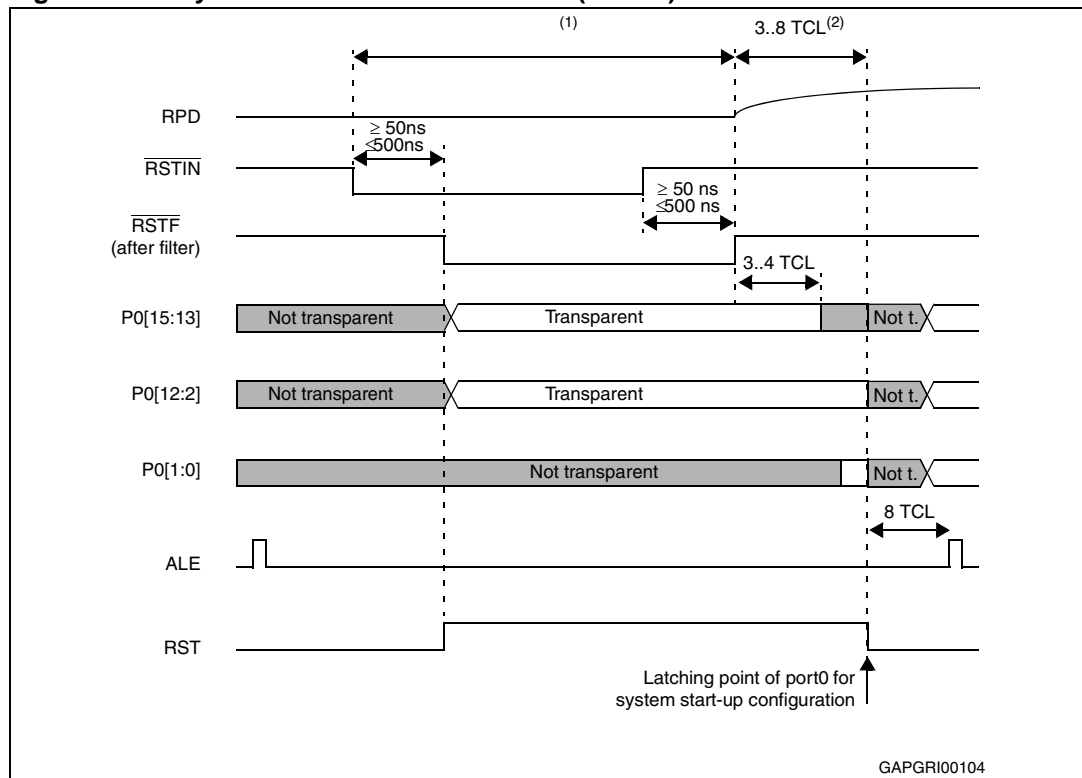 (1)
3..8 TCL(2)
RPD
≥ 50ns
≤500ns
RSTIN
≥ 50 ns
≤500 ns
RSTF
(after filter)
3..4 TCL
P0[15:13]
Not transparent
Transparent
Not t.
P0[12:2]
Not transparent
Transparent
Not t.
P0[1:0]
Not transparent
Not t.
8 TCL
ALE
RST
Latching point of port0 for
system start-up configuration
GAPGRI00104